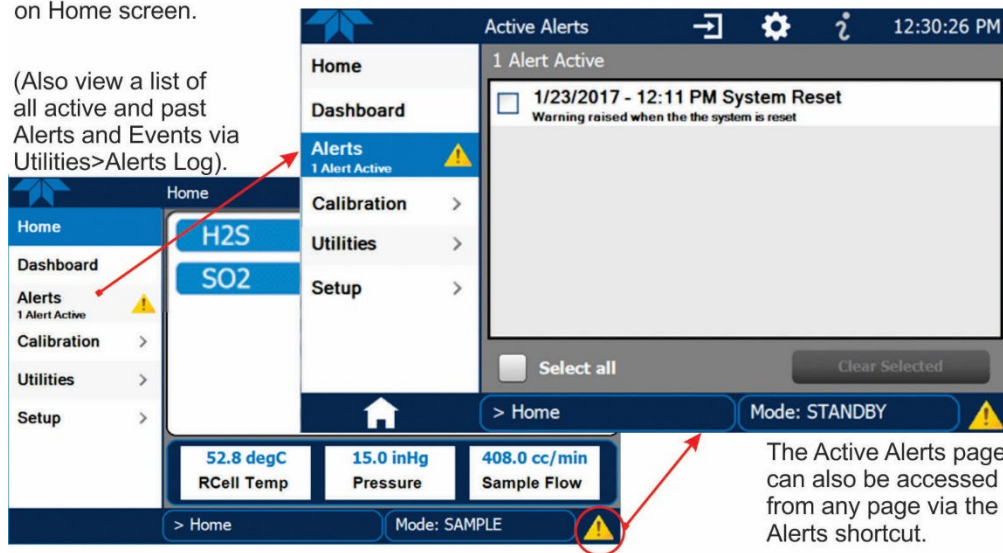 on Home screen.
(Also view a list of
all active and past
Alerts and Events via
Utilities>Alerts Log).
Active Alerts
12:30:26 PM
Home
Dashboard
Alerts
1 Alert Active
Calibration
Utilities
Setup
1 Alert Active
1/23/2017 - 12:11 PM System Reset
Warning raised when the the system is reset
Select all
Clear Selected
> Home
Mode: STANDBY
Home
Home
Dashboard
Alerts
1 Alert Active
Calibration
Utilities
Setup
H2S
SO2
52.8 degC
RCell Temp
15.0 inHg
Pressure
408.0 cc/min
Sample Flow
> Home
Mode: SAMPLE
The Active Alerts page
can also be accessed
from any page via the
Alerts shortcut.